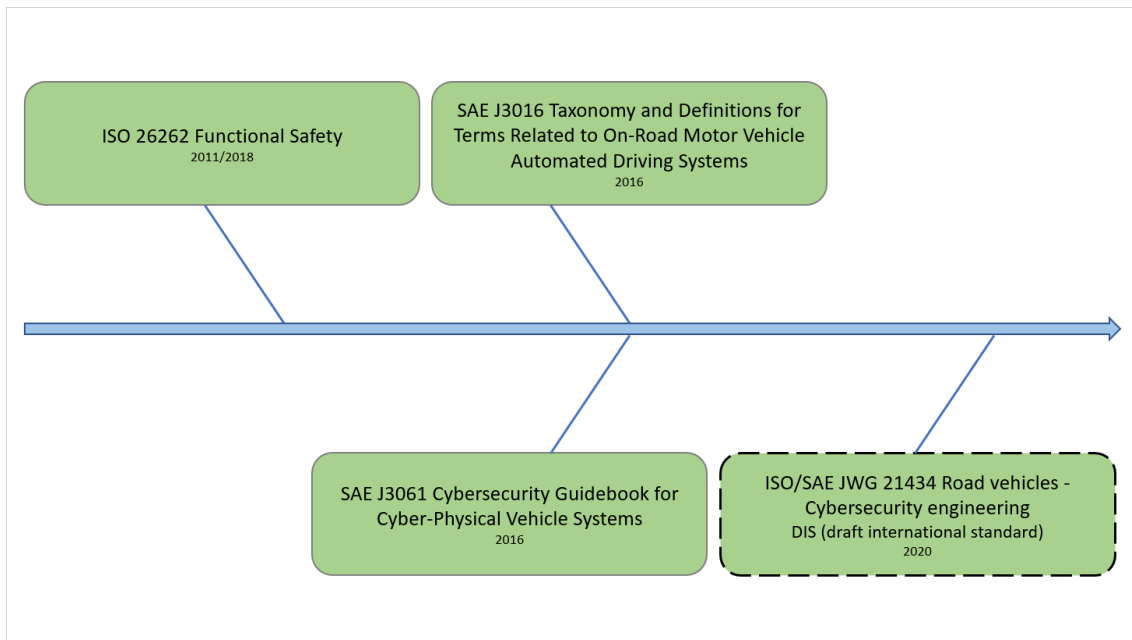 ISO 26262 Functional Safety
2011/2018
SAE J3016 Taxonomy and Definitions for
Terms Related to On-Road Motor Vehicle
Automated Driving Systems
2016
SAE J3061 Cybersecurity Guidebook for
Cyber-Physical Vehicle Systems
2016
ISO/SAE JWG 21434 Road vehicles -
Cybersecurity engineering
DIS (draft international standard)
2020